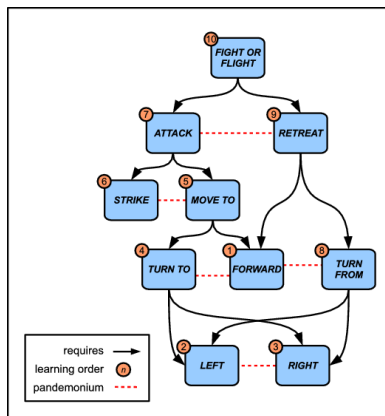 10
FIGHT OR
FLIGHT
7
ATTACK
9
RETREAT
6
STRIKE
5
MOVE TO
4
TURN TO
1
FORWARD
8
TURN
FROM
2
LEFT
3
RIGHT
requires
learning order n
pandemonium